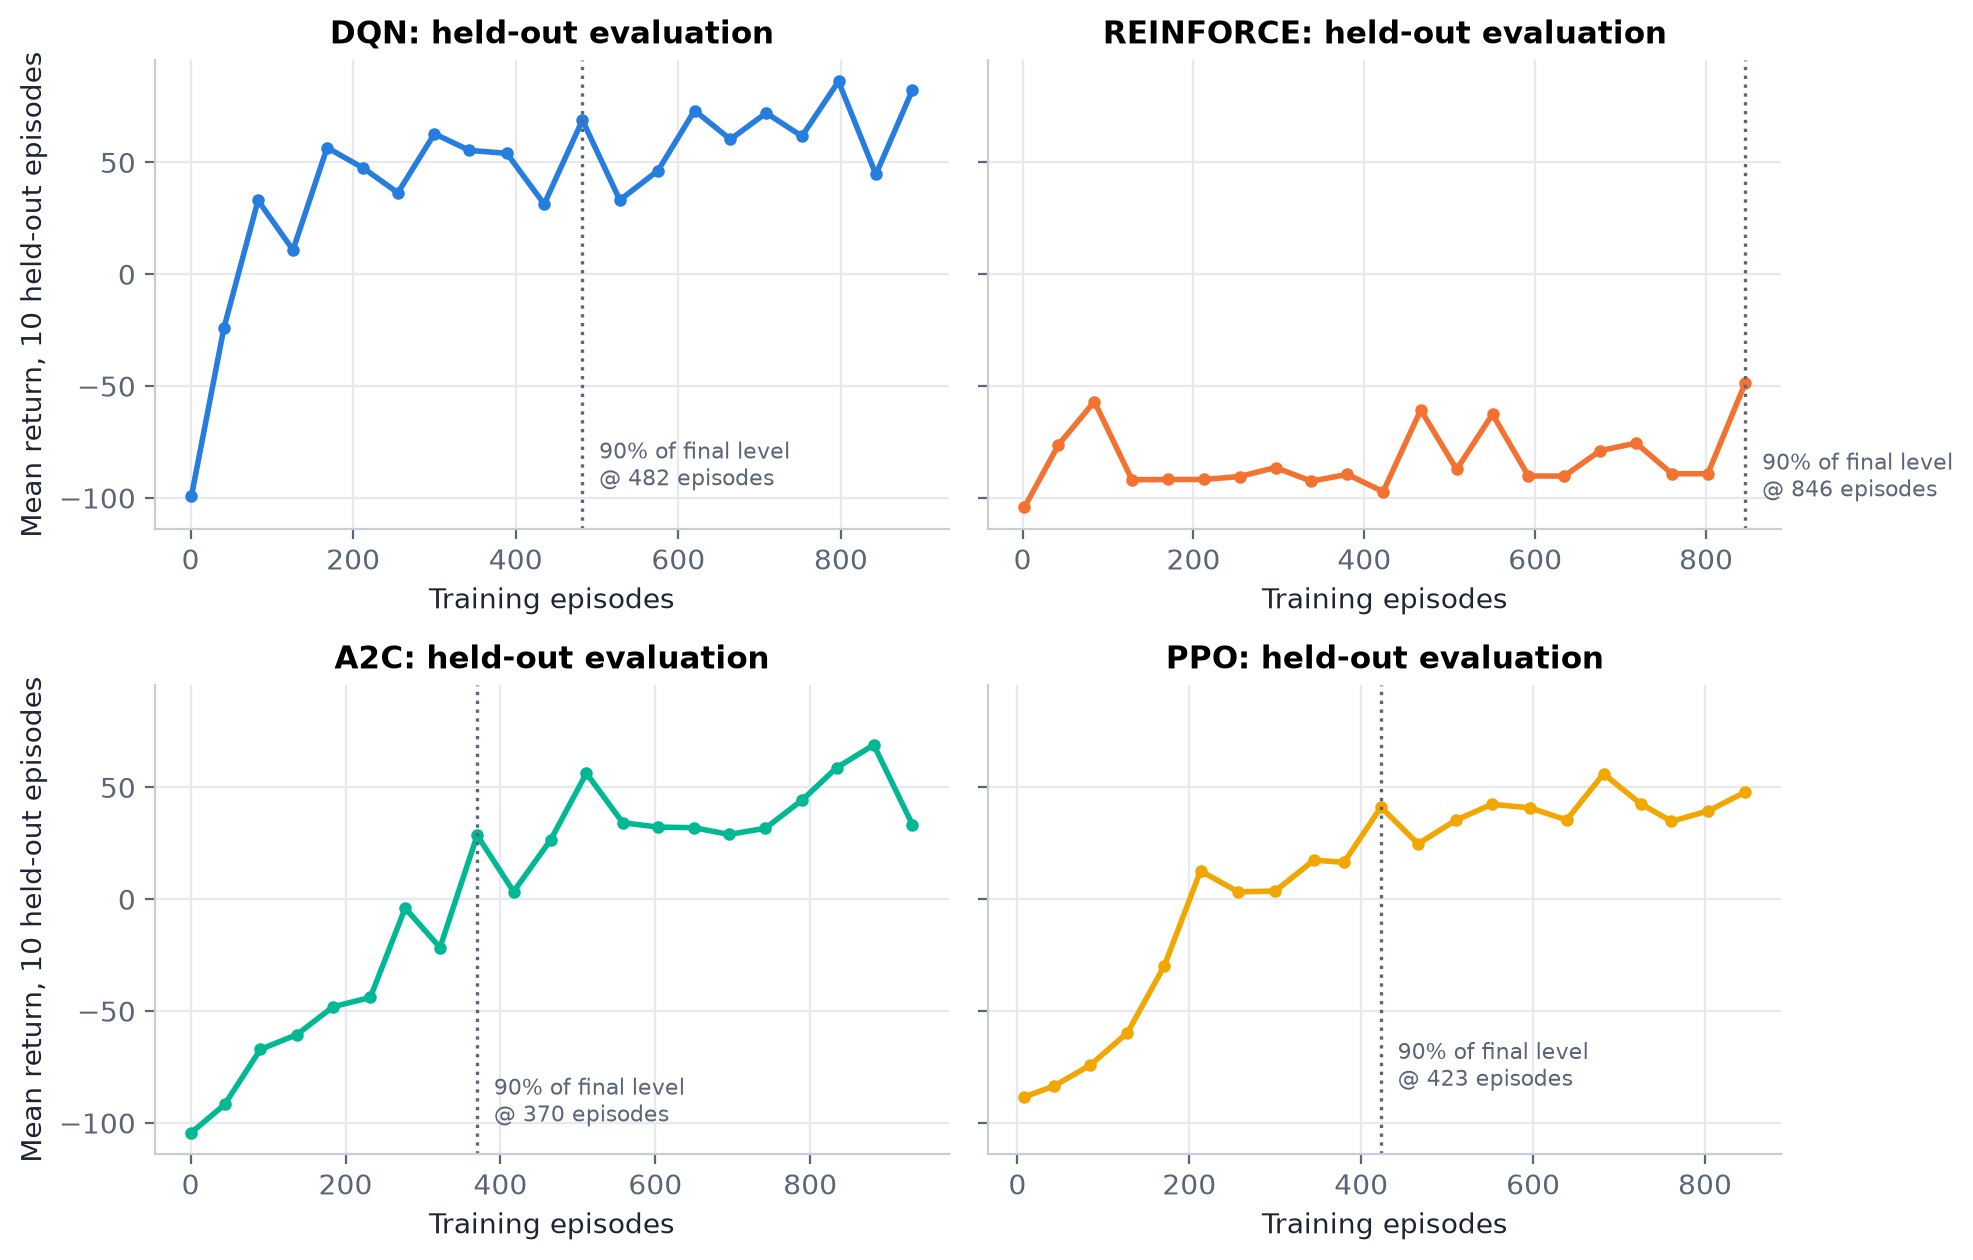 DQN: held-out evaluation
Mean return, 10 held-out episodes
50
0
−50
−100
90% of final level
@ 482 episodes
0 200 400 600 800
Training episodes
REINFORCE: held-out evaluation
90% of final level
@ 846 episodes
0 200 400 600 800
Training episodes
A2C: held-out evaluation
Mean return, 10 held-out episodes
50
0
−50
−100
90% of final level
@ 370 episodes
0 200 400 600 800
Training episodes
PPO: held-out evaluation
90% of final level
@ 423 episodes
0 200 400 600 800
Training episodes